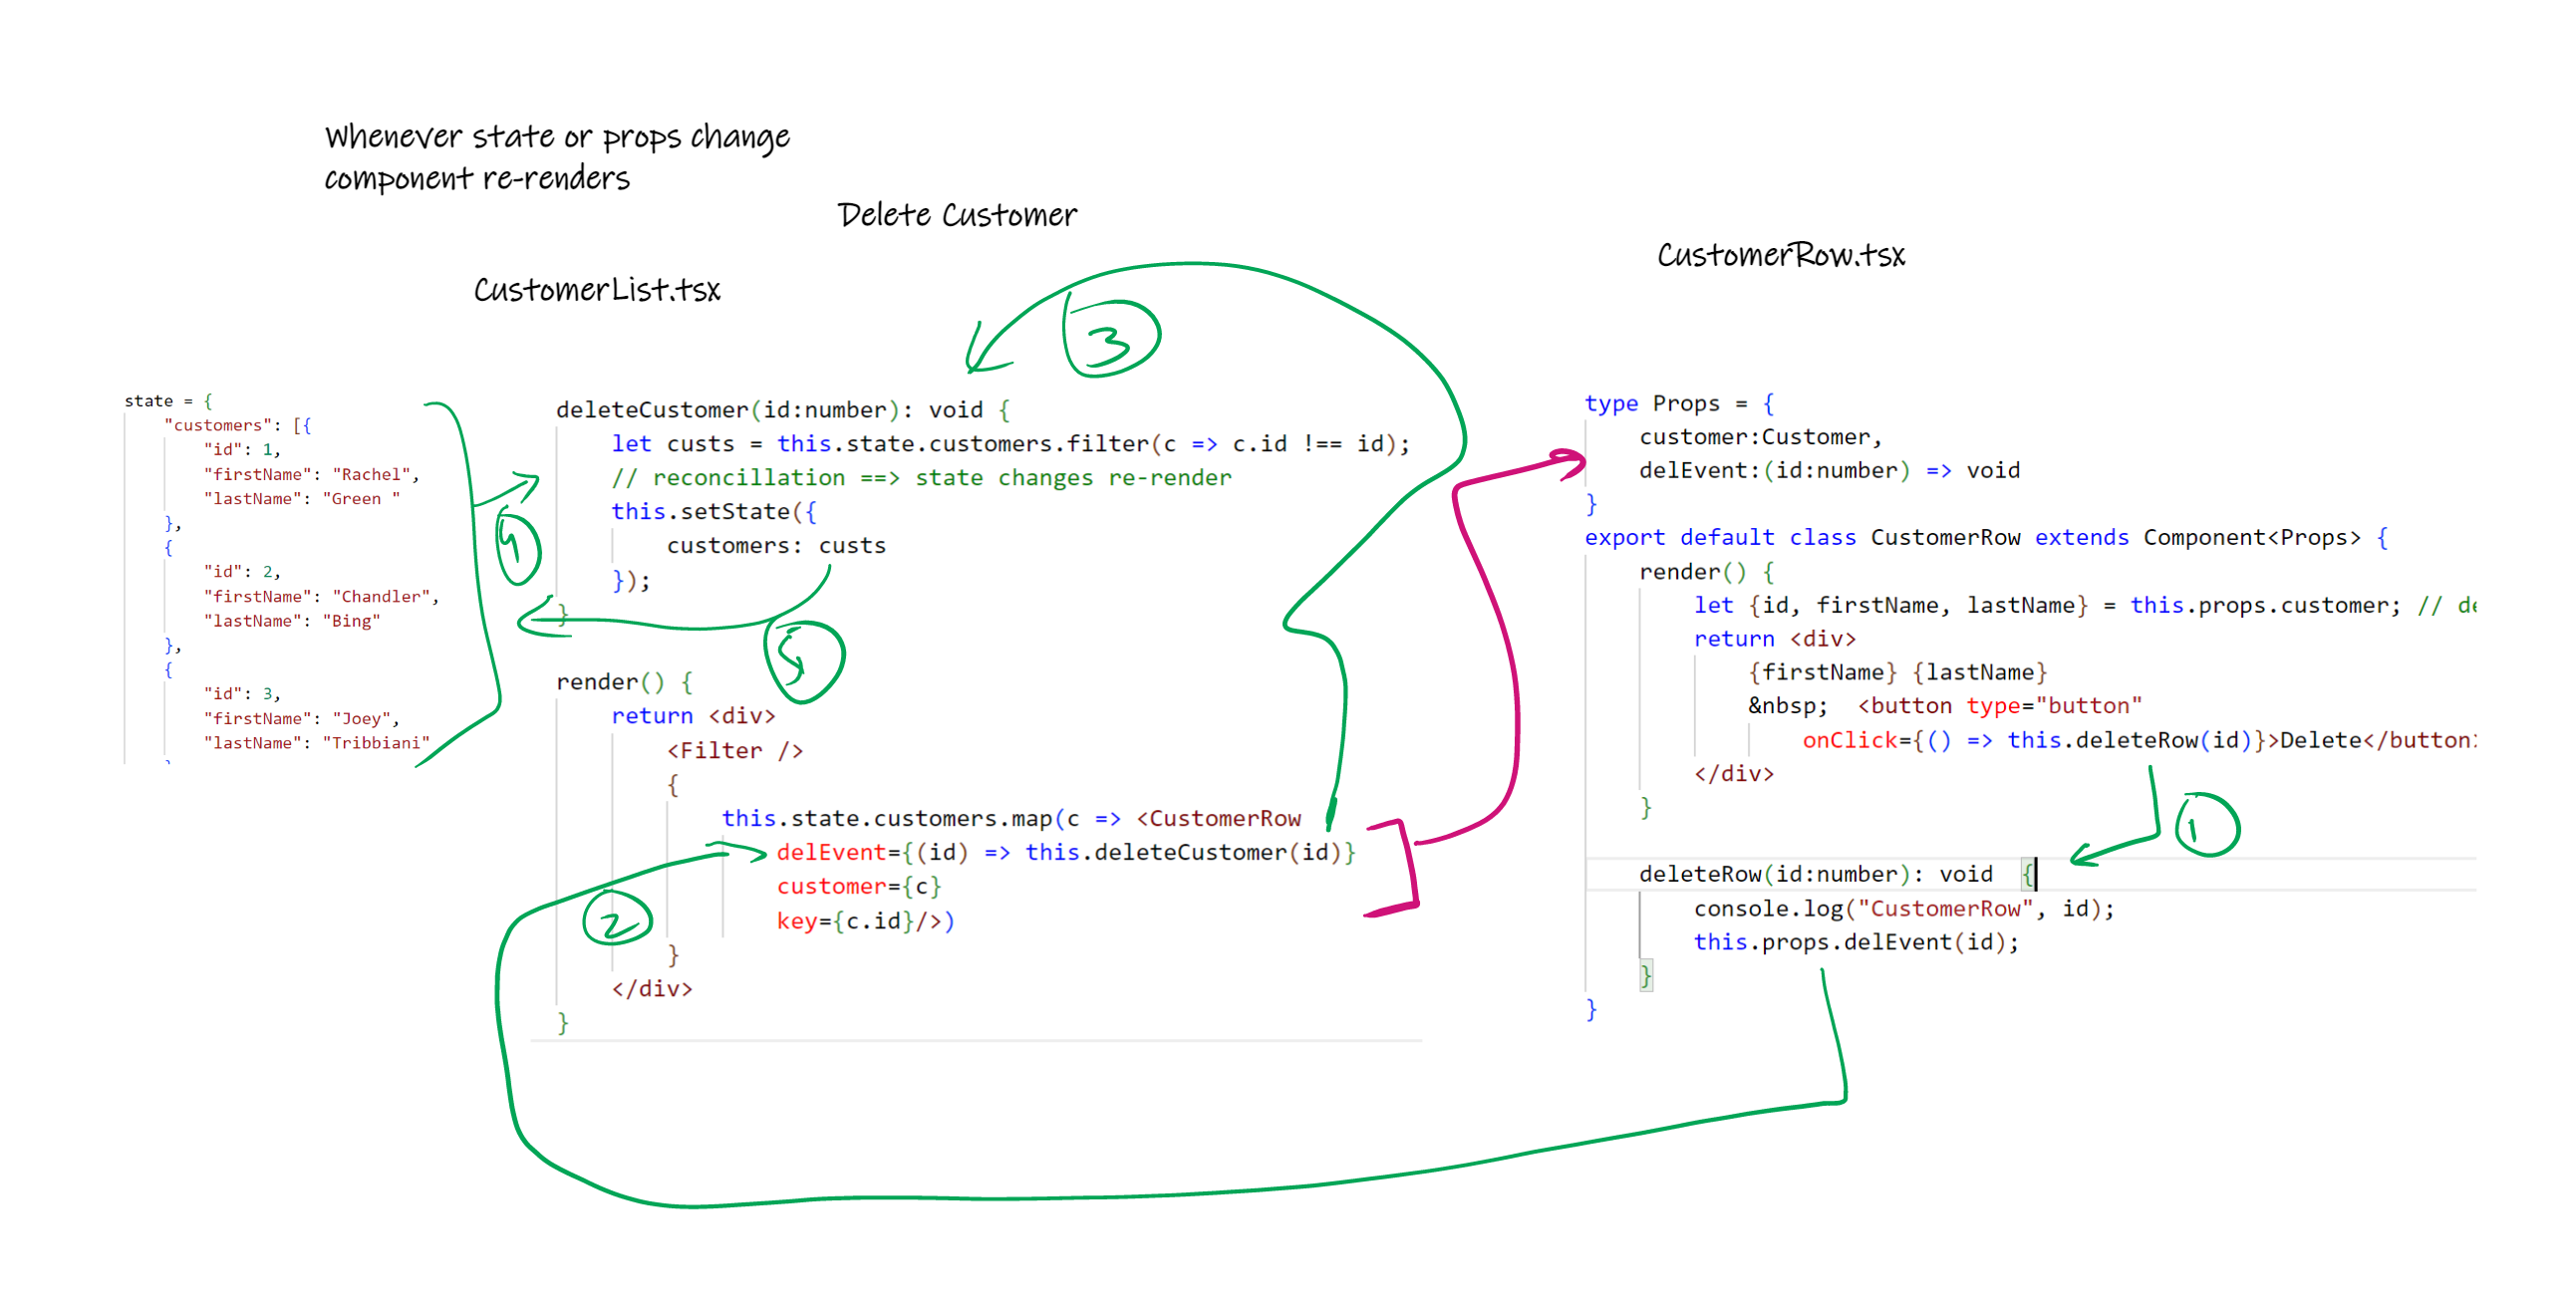 Whenever state or props change
component re-renders
Delete Customer
CustomerList.tsx
CustomerRow.tsx
state = {
"customers": [{
"id": 1,
"firstName": "Rachel",
"lastName": "Green "
},
{
"id": 2,
"firstName": "Chandler",
"lastName": "Bing"
},
{
"id": 3,
"firstName": "Joey",
"lastName": "Tribbiani"
deleteCustomer(id:number): void {
let custs = this.state.customers.filter(c => c.id !== id);
// reconcillation ==> state changes re-render
this.setState({
customers: custs
});
}
render() {
return <div>
<Filter />
{
this.state.customers.map(c => <CustomerRow
delEvent={(id) => this.deleteCustomer(id)}
customer={c}
key={c.id}/>)
}
</div>
}
type Props = {
customer:Customer,
delEvent:(id:number) => void
}
export default class CustomerRow extends Component<Props> {
render() {
let {id, firstName, lastName} = this.props.customer; //
return <div>
{firstName} {lastName}
&nbsp; <button type="button"
onClick={() => this.deleteRow(id)}>Delete</button
</div>
}
deleteRow(id:number): void {
console.log("CustomerRow", id);
this.props.delEvent(id);
}
}
3
4
5
2
1